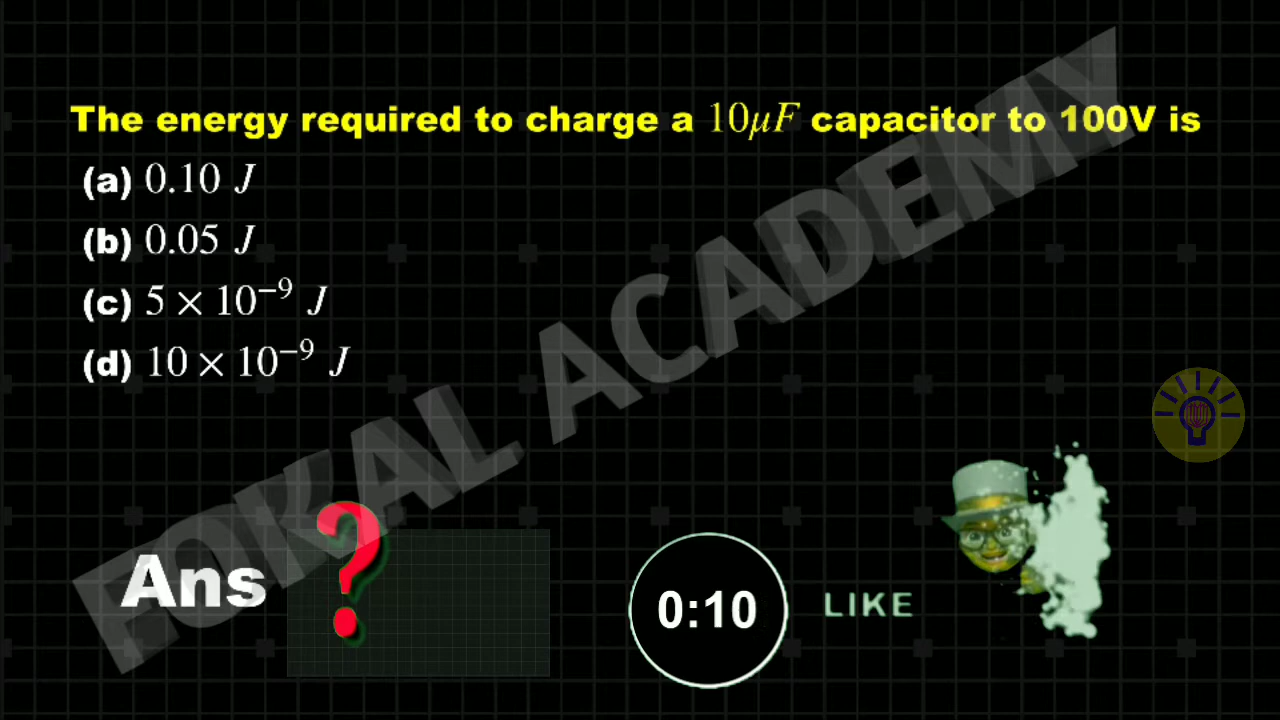 The energy required to charge a 10μF capacitor to 100V is
(a) 0.10 J
(b) 0.05 J
(c) 5 × 10⁻⁹ J
(d) 10 × 10⁻⁹ J
FOKAL ACADEMY
Ans ?
0:10
LIKE